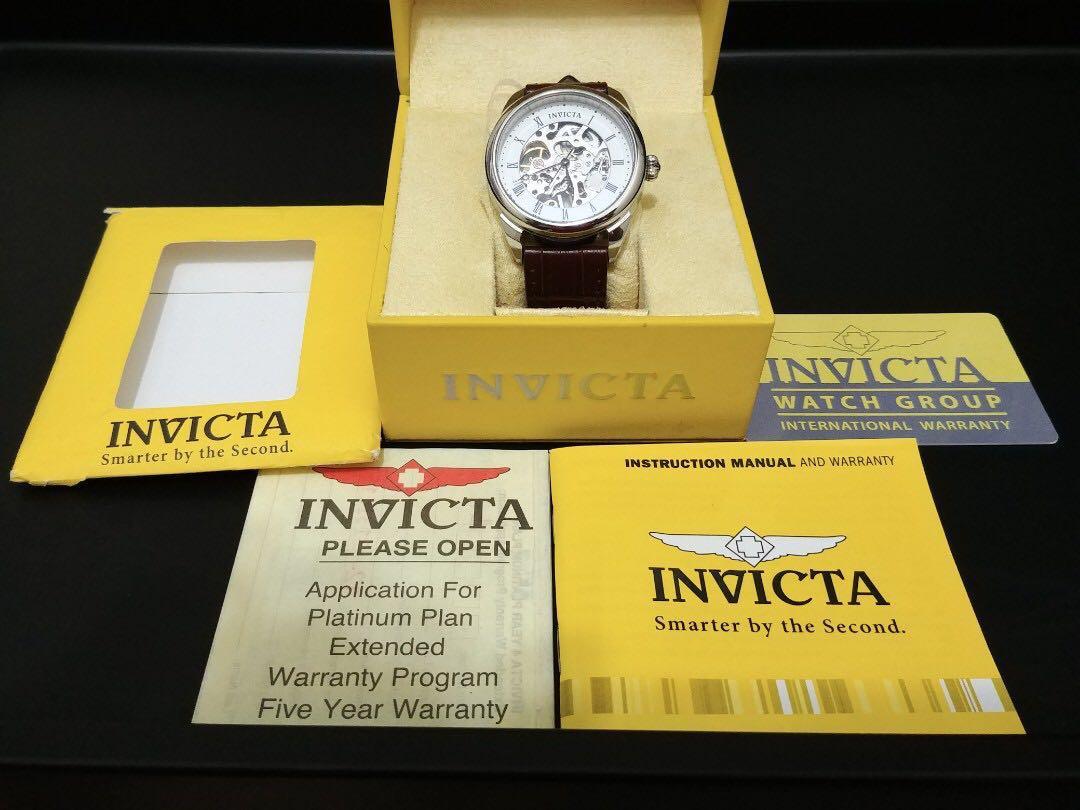 INVICTA
INVICTA
INVICTA
Smarter by the Second.
INVICTA
WATCH GROUP
INTERNATIONAL WARRANTY
INVICTA
PLEASE OPEN
Application For
Platinum Plan
Extended
Warranty Program
Five Year Warranty
INSTRUCTION MANUAL AND WARRANTY
INVICTA
Smarter by the Second.